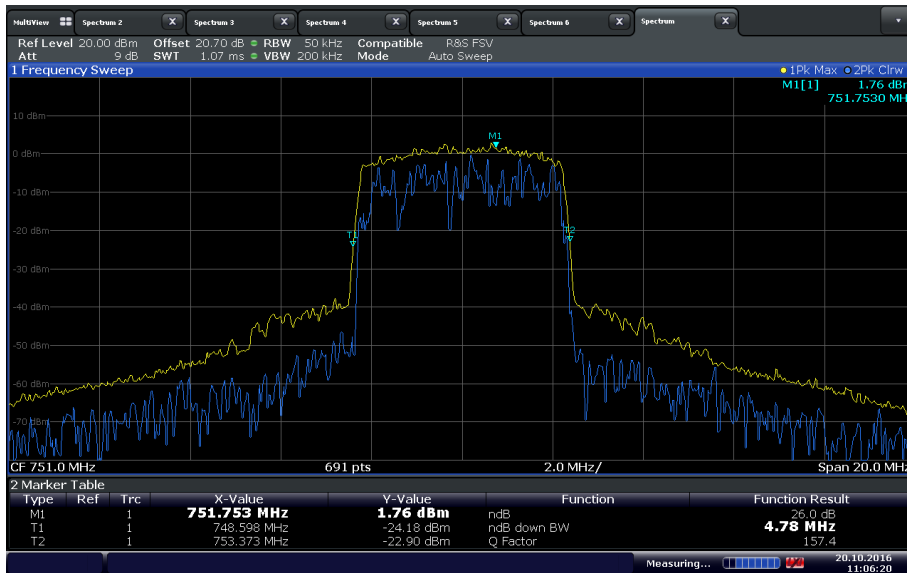 MultiView Spectrum 2 X Spectrum 3 X Spectrum 4 X Spectrum 5 X Spectrum 6 X Spectrum X
Ref Level 20.00 dBm Offset 20.70 dB RBW 50 kHz Compatible R&S FSV
Att 9 dB SWT 1.07 ms VBW 200 kHz Mode Auto Sweep
1 Frequency Sweep 1Pk Max 2Pk Clrw
M1[1] 1.76 dBm
751.7530 MH
10 dBm
M1
0 dBm
-10 dBm
-20 dBm
T1 T2
-30 dBm
-40 dBm
-50 dBm
-60 dBm
-70 dBm
CF 751.0 MHz 691 pts 2.0 MHz/ Span 20.0 MHz
2 Marker Table
Type Ref Trc X-Value Y-Value Function Function Result
M1 1 751.753 MHz 1.76 dBm ndB 26.0 dB
T1 1 748.598 MHz -24.18 dBm ndB down BW 4.78 MHz
T2 1 753.373 MHz -22.90 dBm Q Factor 157.4
Measuring... 20.10.2016
11:06:20